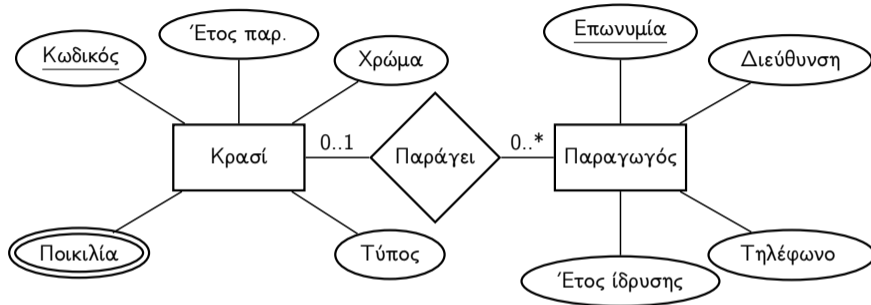 Έτος παρ.
Επωνυμία
Κωδικός
Χρώμα
Διεύθυνση
Κρασί
0..1
Παράγει
0..*
Παραγωγός
Ποικιλία
Τύπος
Έτος ίδρυσης
Τηλέφωνο